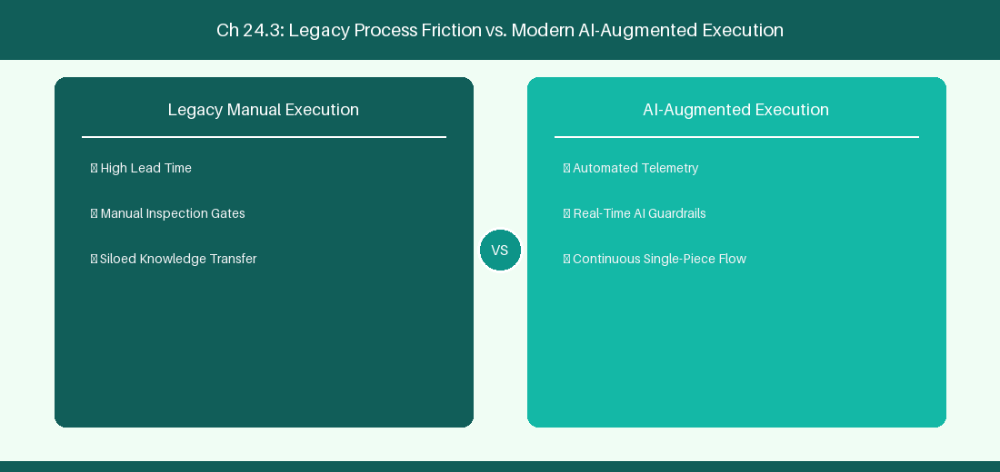 Ch 24.3: Legacy Process Friction vs. Modern AI-Augmented Execution
Legacy Manual Execution
High Lead Time
Manual Inspection Gates
Siloed Knowledge Transfer
VS
AI-Augmented Execution
Automated Telemetry
Real-Time AI Guardrails
Continuous Single-Piece Flow